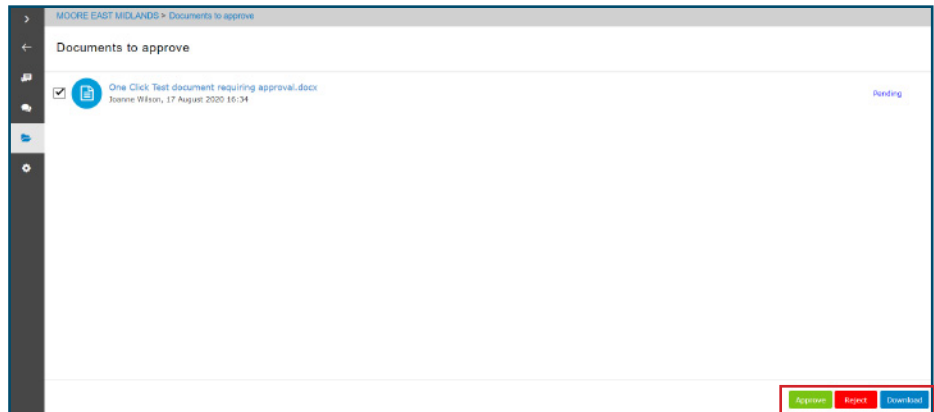 MOORE EAST MIDLANDS > Documents to approve
Documents to approve
One Click Test document requiring approval.docx
Joanne Wilson, 17 August 2020 16:34
Pending
Approve Reject Download